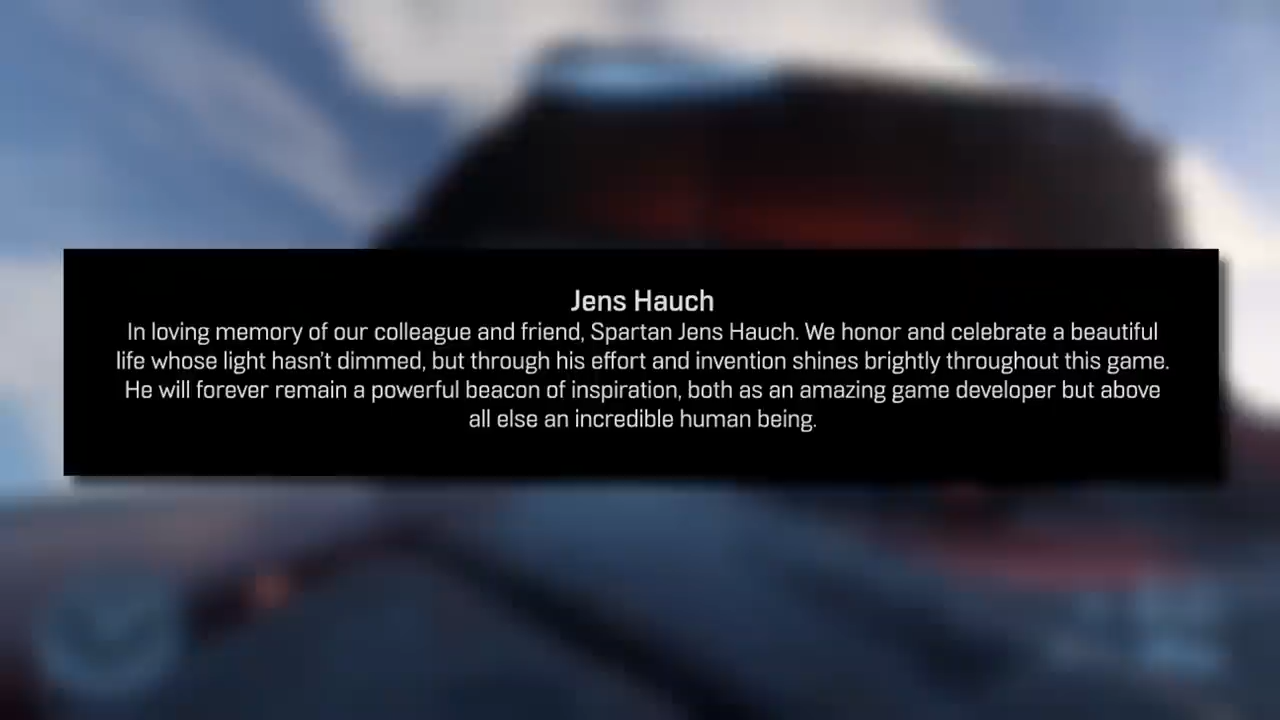 Jens Hauch
In loving memory of our colleague and friend, Spartan Jens Hauch. We honor and celebrate a beautiful
life whose light hasn't dimmed, but through his effort and invention shines brightly throughout this game.
He will forever remain a powerful beacon of inspiration, both as an amazing game developer but above
all else an incredible human being.